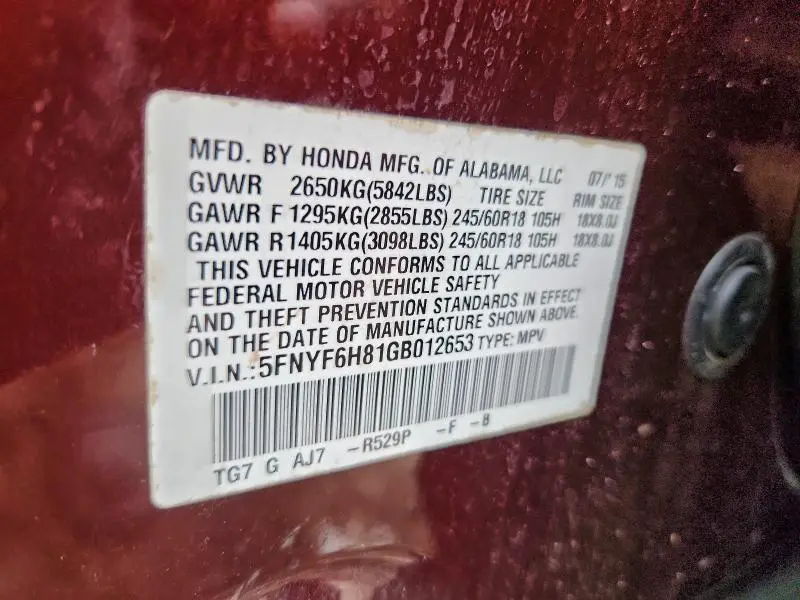 MFD. BY HONDA MFG. OF ALABAMA, LLC 07/'15
GVWR 2650KG(5842LBS) TIRE SIZE RIM SIZE
GAWR F 1295KG(2855LBS) 245/60R18 105H 18X8.0J
GAWR R 1405KG(3098LBS) 245/60R18 105H 18X8.0J
THIS VEHICLE CONFORMS TO ALL APPLICABLE
FEDERAL MOTOR VEHICLE SAFETY
AND THEFT PREVENTION STANDARDS IN EFFECT
ON THE DATE OF MANUFACTURE SHOWN ABOVE.
V.I.N.:5FNYF6H81GB012653 TYPE: MPV
TG7 G AJ7 -R529P -F -B